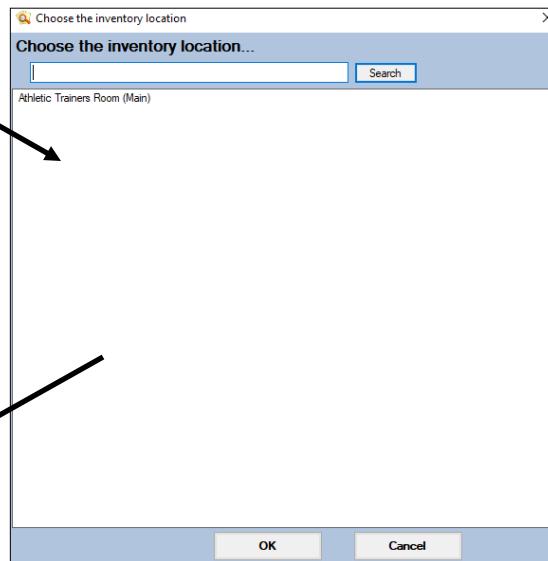 Choose the inventory location
Choose the inventory location...
Search
Athletic Trainers Room (Main)
OK
Cancel